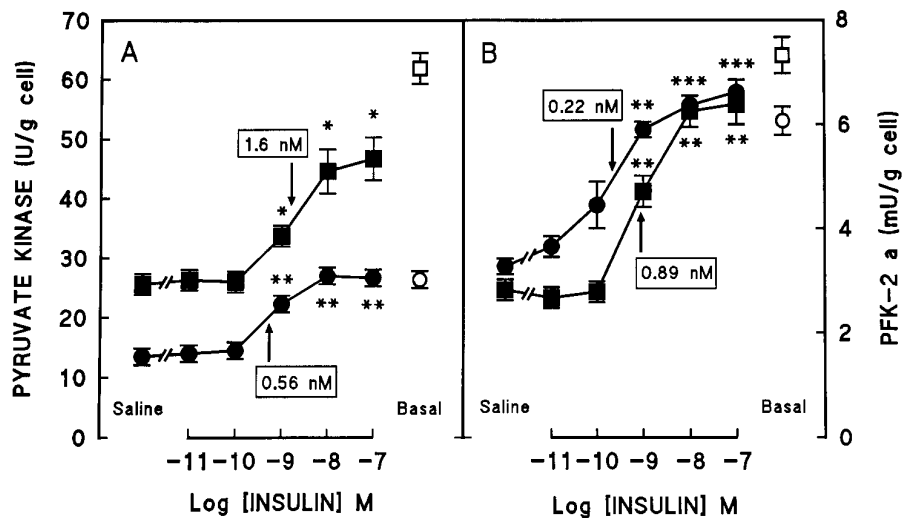 A
B
PYRUVATE KINASE (U/g cell)
70
60
50
40
30
20
10
0
1.6 nM
0.56 nM
*
*
*
**
**
**
Saline
Basal
-11 -10 -9 -8 -7
Log [INSULIN] M
0.22 nM
0.89 nM
**
***
***
**
**
**
Saline
Basal
-11 -10 -9 -8 -7
Log [INSULIN] M
8
6
4
2
0
PFK-2 a (mU/g cell)